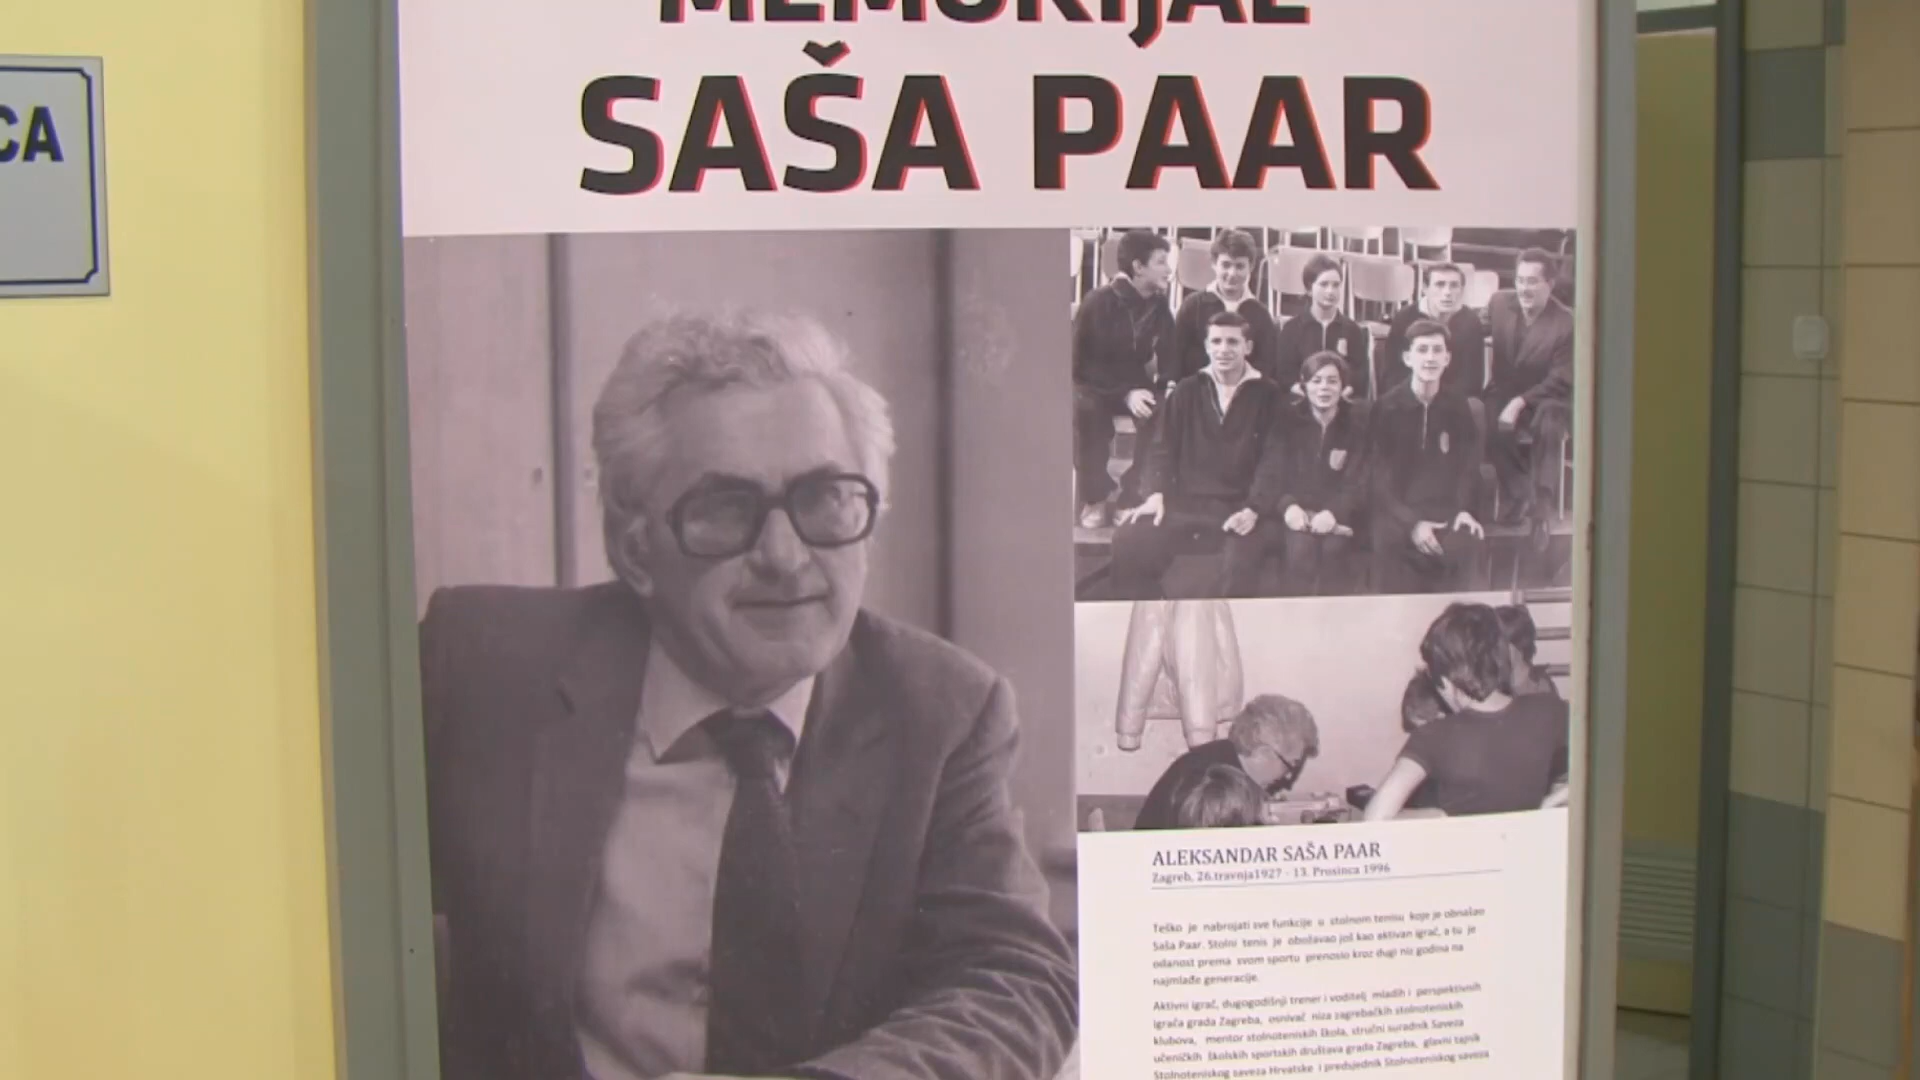 CA
MEMORIJAL
SAŠA PAAR
ALEKSANDAR SAŠA PAAR
Zagreb, 26.travnja1927 - 13. Prosinca 1996
Teško je nabrojati sve funkcije u stolnom tenisu koje je obnašao
Saša Paar. Stolni tenis je obožavao još kao aktivan igrač, a tu je
odanost prema svom sportu prenosio kroz dugi niz godina na
najmlađe generacije.
Aktivni igrač, dugogodišnji trener i voditelj mladih i perspektivnih
igrača grada Zagreba, osnivač niza zagrebačkih stolnoteniskih
klubova, mentor stolnoteniskih škola, stručni suradnik Saveza
učeničkih školskih sportskih društava grada Zagreba, glavni tajnik
Stolnoteniskog saveza Hrvatske i predsjednik Stolnoteniskog saveza